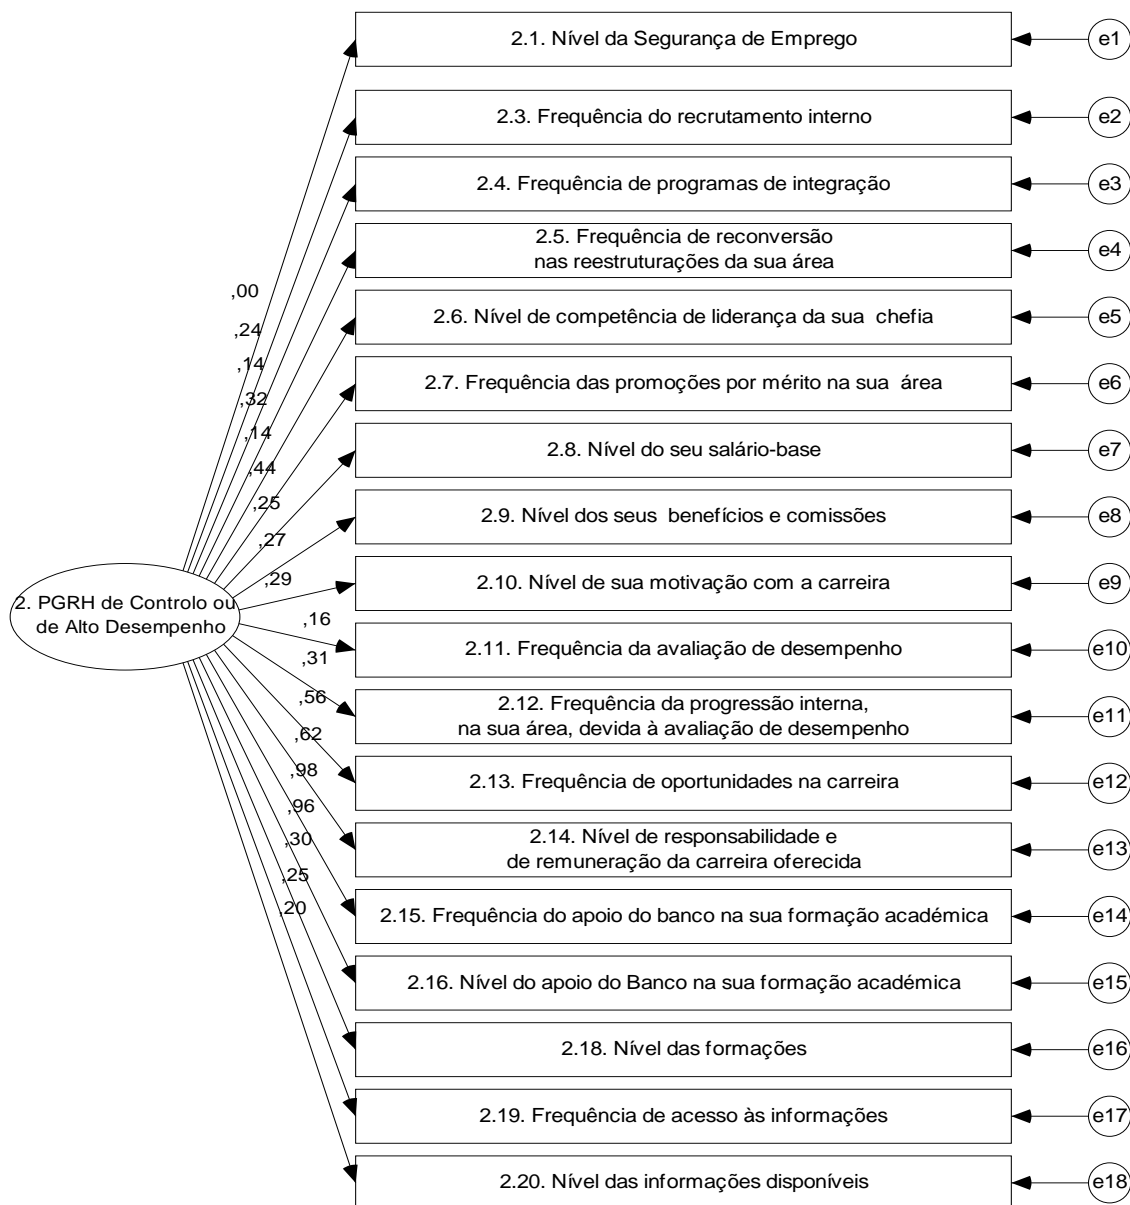 2.1. Nível da Segurança de Emprego
e1
2.3. Frequência do recrutamento interno
e2
2.4. Frequência de programas de integração
e3
2.5. Frequência de reconversão
nas reestruturações da sua área
e4
2.6. Nível de competência de liderança da sua chefia
e5
2.7. Frequência das promoções por mérito na sua área
e6
2.8. Nível do seu salário-base
e7
2.9. Nível dos seus benefícios e comissões
e8
2.10. Nível de sua motivação com a carreira
e9
2.11. Frequência da avaliação de desempenho
e10
2.12. Frequência da progressão interna,
na sua área, devida à avaliação de desempenho
e11
2.13. Frequência de oportunidades na carreira
e12
2.14. Nível de responsabilidade e
de remuneração da carreira oferecida
e13
2.15. Frequência do apoio do banco na sua formação académica
e14
2.16. Nível do apoio do Banco na sua formação académica
e15
2.18. Nível das formações
e16
2.19. Frequência de acesso às informações
e17
2.20. Nível das informações disponíveis
e18
,00
,24
,14
,32
,14
,44
,25
,27
,29
,16
,31
,56
,62
,98
,96
,30
,25
,20
2. PGRH de Controlo ou
de Alto Desempenho